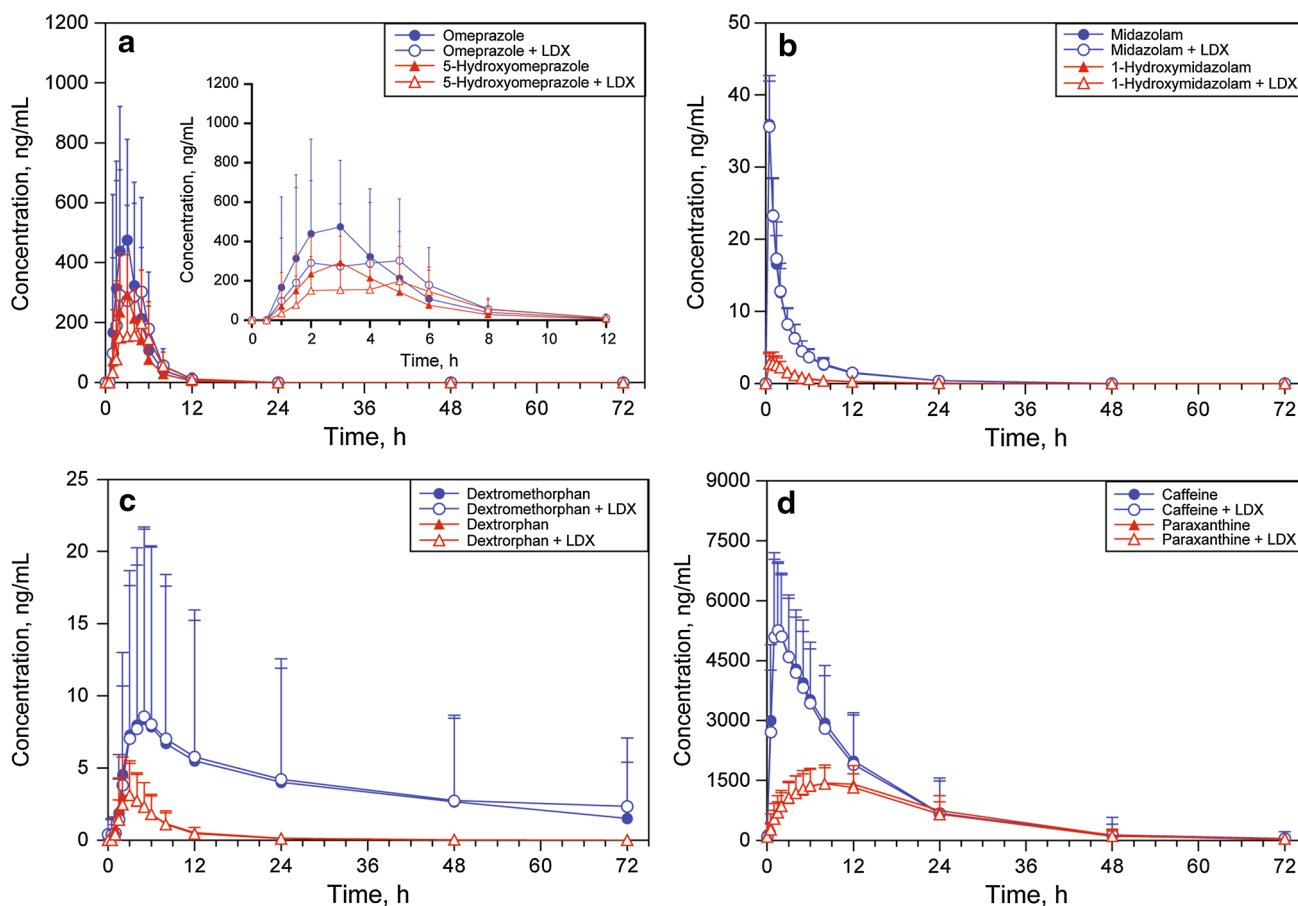 a
Omeprazole
Omeprazole + LDX
5-Hydroxyomeprazole
5-Hydroxyomeprazole + LDX
Concentration, ng/mL
1200
1000
800
600
400
200
0
0 12 24 36 48 60 72
Time, h
Concentration, ng/mL
1200
1000
800
600
400
200
0
0 2 4 6 8 10 12
Time, h
b
Midazolam
Midazolam + LDX
1-Hydroxymidazolam
1-Hydroxymidazolam + LDX
Concentration, ng/mL
50
40
30
20
10
0
0 12 24 36 48 60 72
Time, h
c
Dextromethorphan
Dextromethorphan + LDX
Dextrorphan
Dextrorphan + LDX
Concentration, ng/mL
25
20
15
10
5
0
0 12 24 36 48 60 72
Time, h
d
Caffeine
Caffeine + LDX
Paraxanthine
Paraxanthine + LDX
Concentration, ng/mL
9000
7500
6000
4500
3000
1500
0
0 12 24 36 48 60 72
Time, h